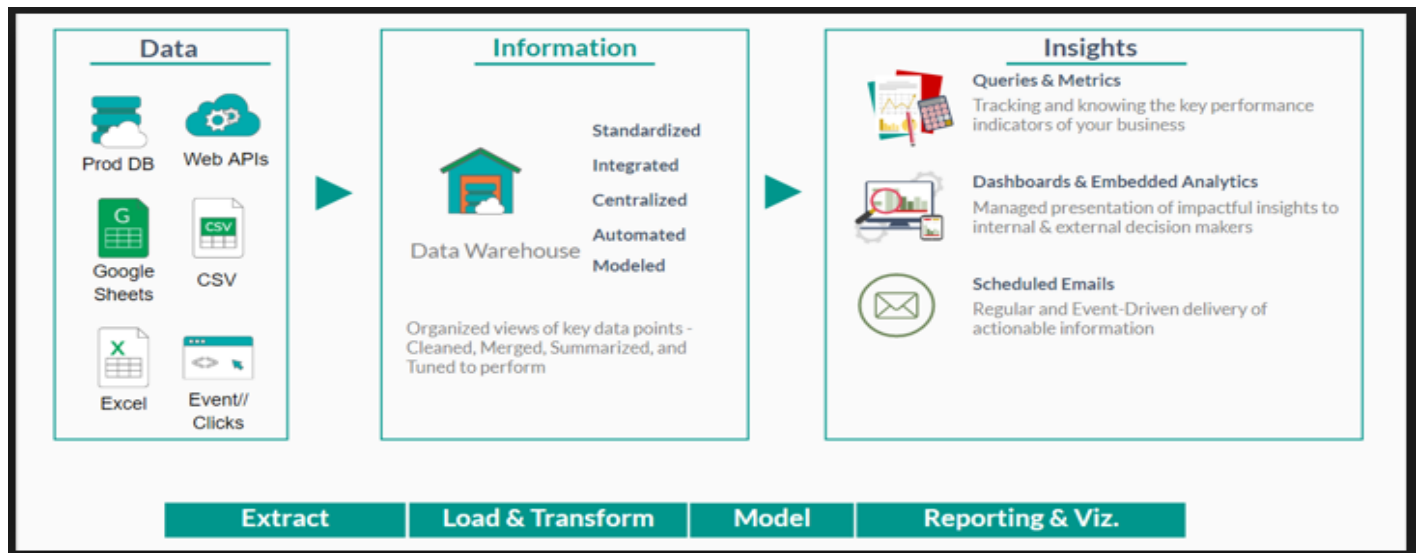 Data
Prod DB
Web APIs
G
Google
Sheets
CSV
CSV
X
Excel
<>
Event//
Clicks
Information
Data Warehouse
Standardized
Integrated
Centralized
Automated
Modeled
Organized views of key data points -
Cleaned, Merged, Summarized, and
Tuned to perform
Insights
Queries & Metrics
Tracking and knowing the key performance
indicators of your business
Dashboards & Embedded Analytics
Managed presentation of impactful insights to
internal & external decision makers
Scheduled Emails
Regular and Event-Driven delivery of
actionable information
Extract
Load & Transform
Model
Reporting & Viz.